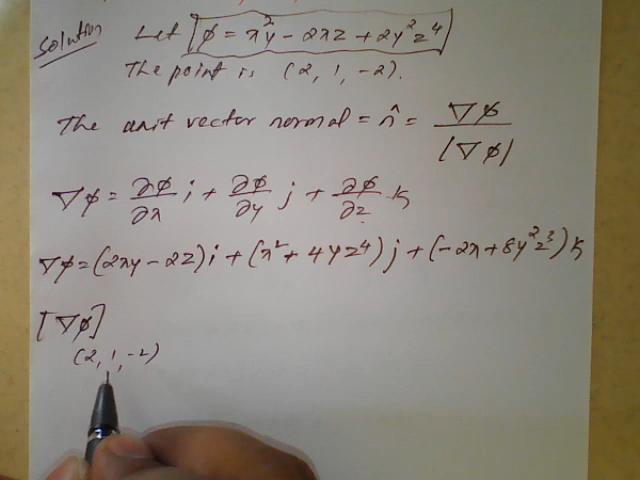 Solution Let ϕ = x²y - 2xz + 2y²z⁴
The point is (2, 1, -2).
The unit vector normal = n̂ = ∇ϕ / |∇ϕ|
∇ϕ = ∂ϕ/∂x i + ∂ϕ/∂y j + ∂ϕ/∂z k
∇ϕ = (2xy - 2z)i + (x² + 4yz⁴)j + (-2x + 8y²z³)k
[∇ϕ]
(2, 1, -2)